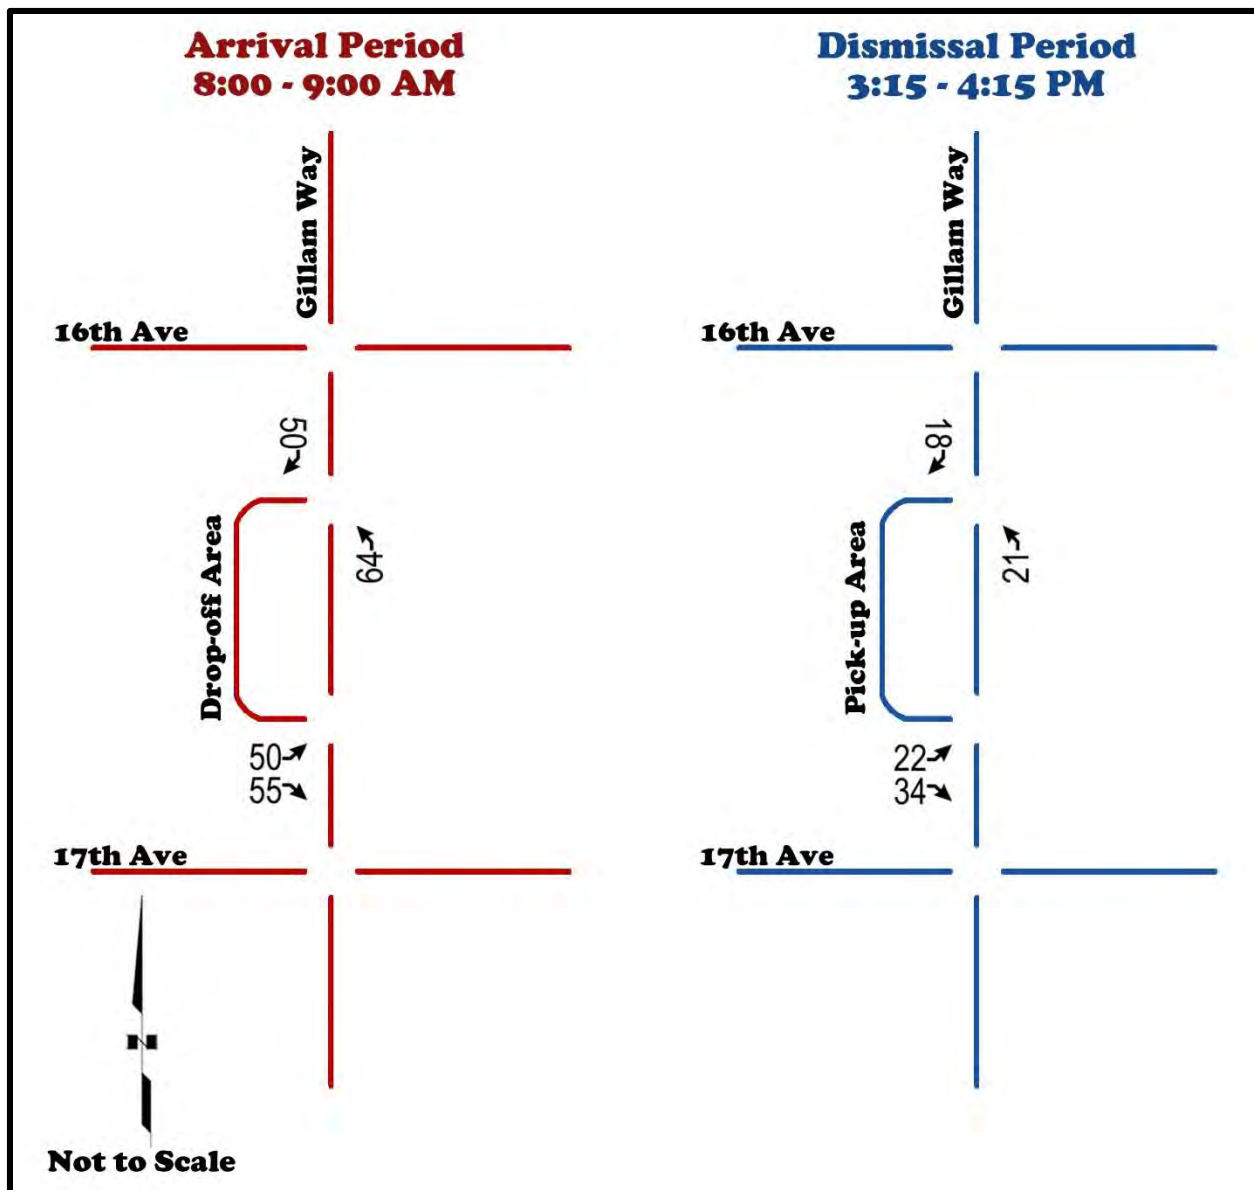 Arrival Period
8:00 - 9:00 AM
Gillam Way
16th Ave
50
64
Drop-off Area
50
55
17th Ave
N
Not to Scale
Dismissal Period
3:15 - 4:15 PM
Gillam Way
16th Ave
18
21
Pick-up Area
22
34
17th Ave